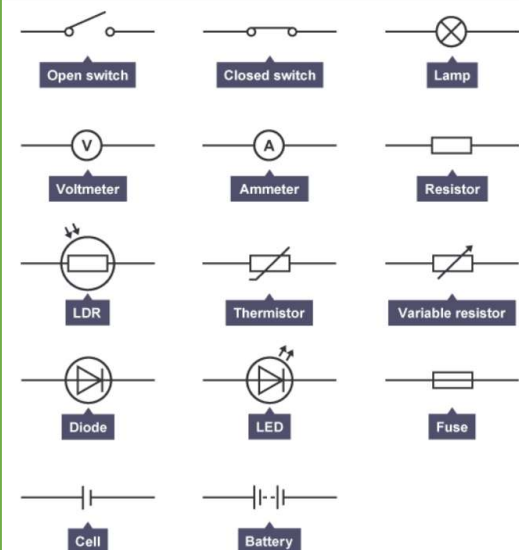 Open switch
Closed switch
Lamp
V
A
Voltmeter
Ammeter
Resistor
LDR
Thermistor
Variable resistor
Diode
LED
Fuse
Cell
Battery